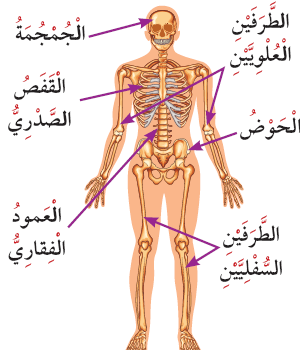 الطَّرَفَيْنِ
الْعُلْوِيَّيْنِ
الْحَوْضُ
الطَّرَفَيْنِ
السُّفْلِيَّيْنِ
الْجُمْجُمَةُ
الْقَفَصُ
الصَّدْرِيُّ
الْعَمودُ
الْفِقارِيُّ